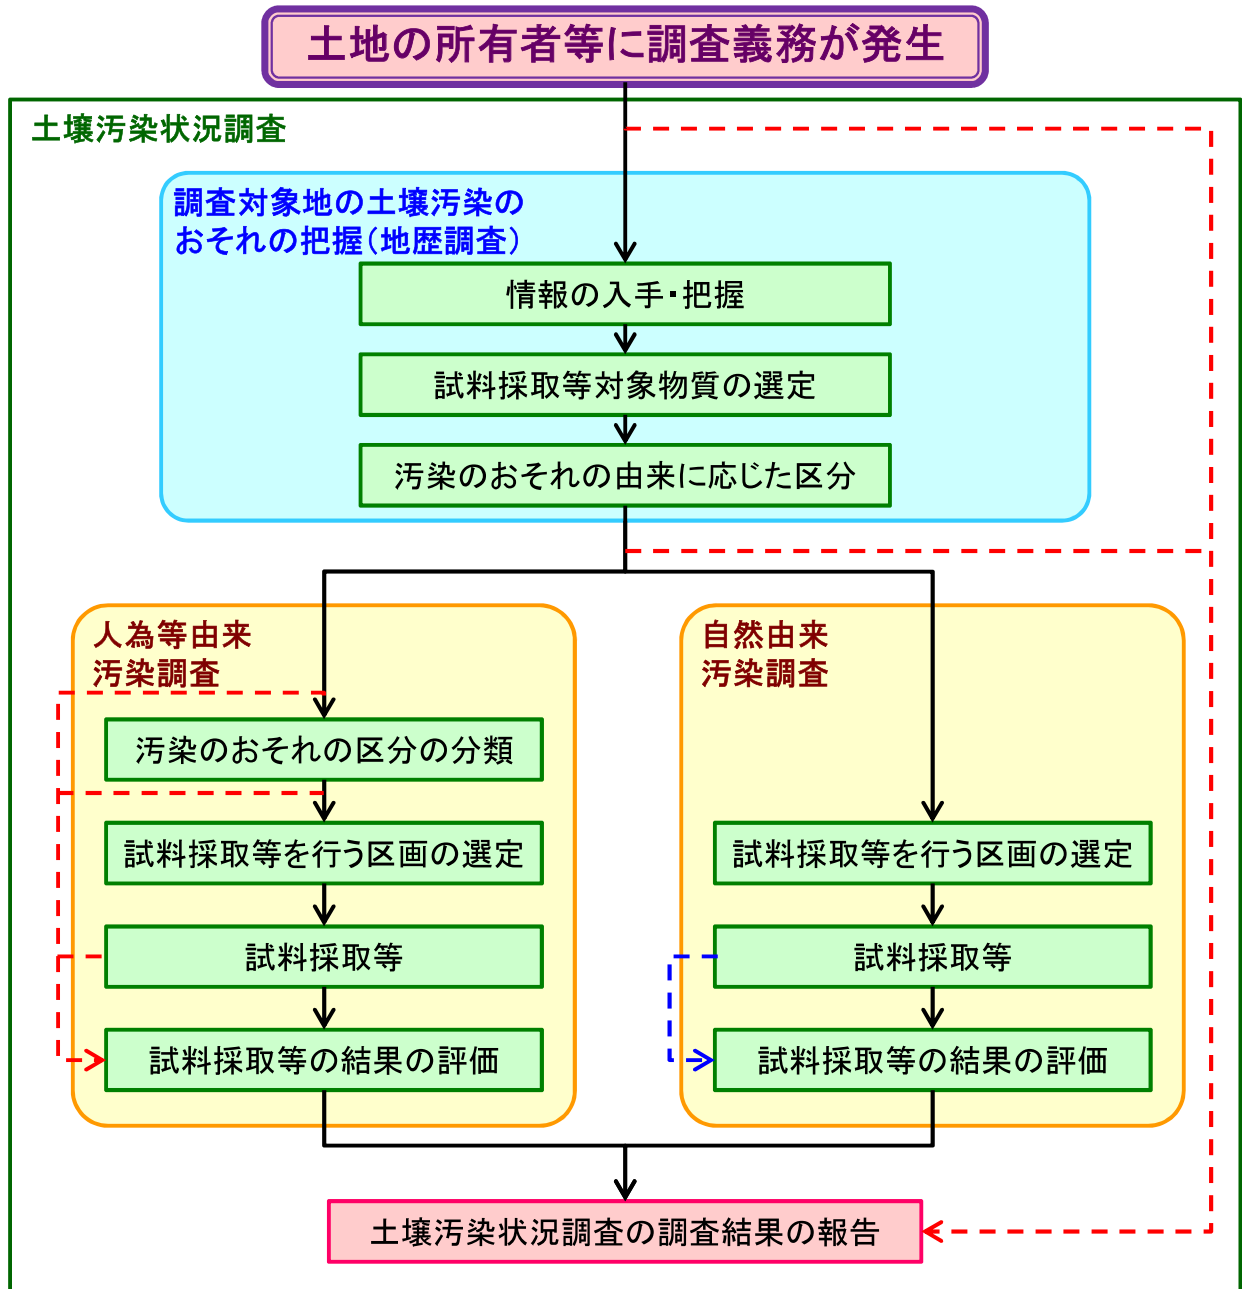 土地の所有者等に調査義務が発生
土壌汚染状況調査
調査対象地の土壌汚染の
おそれの把握（地歴調査）
情報の入手・把握
試料採取等対象物質の選定
汚染のおそれの由来に応じた区分
人為等由来
汚染調査
汚染のおそれの区分の分類
試料採取等を行う区画の選定
試料採取等
試料採取等の結果の評価
自然由来
汚染調査
試料採取等を行う区画の選定
試料採取等
試料採取等の結果の評価
土壌汚染状況調査の調査結果の報告